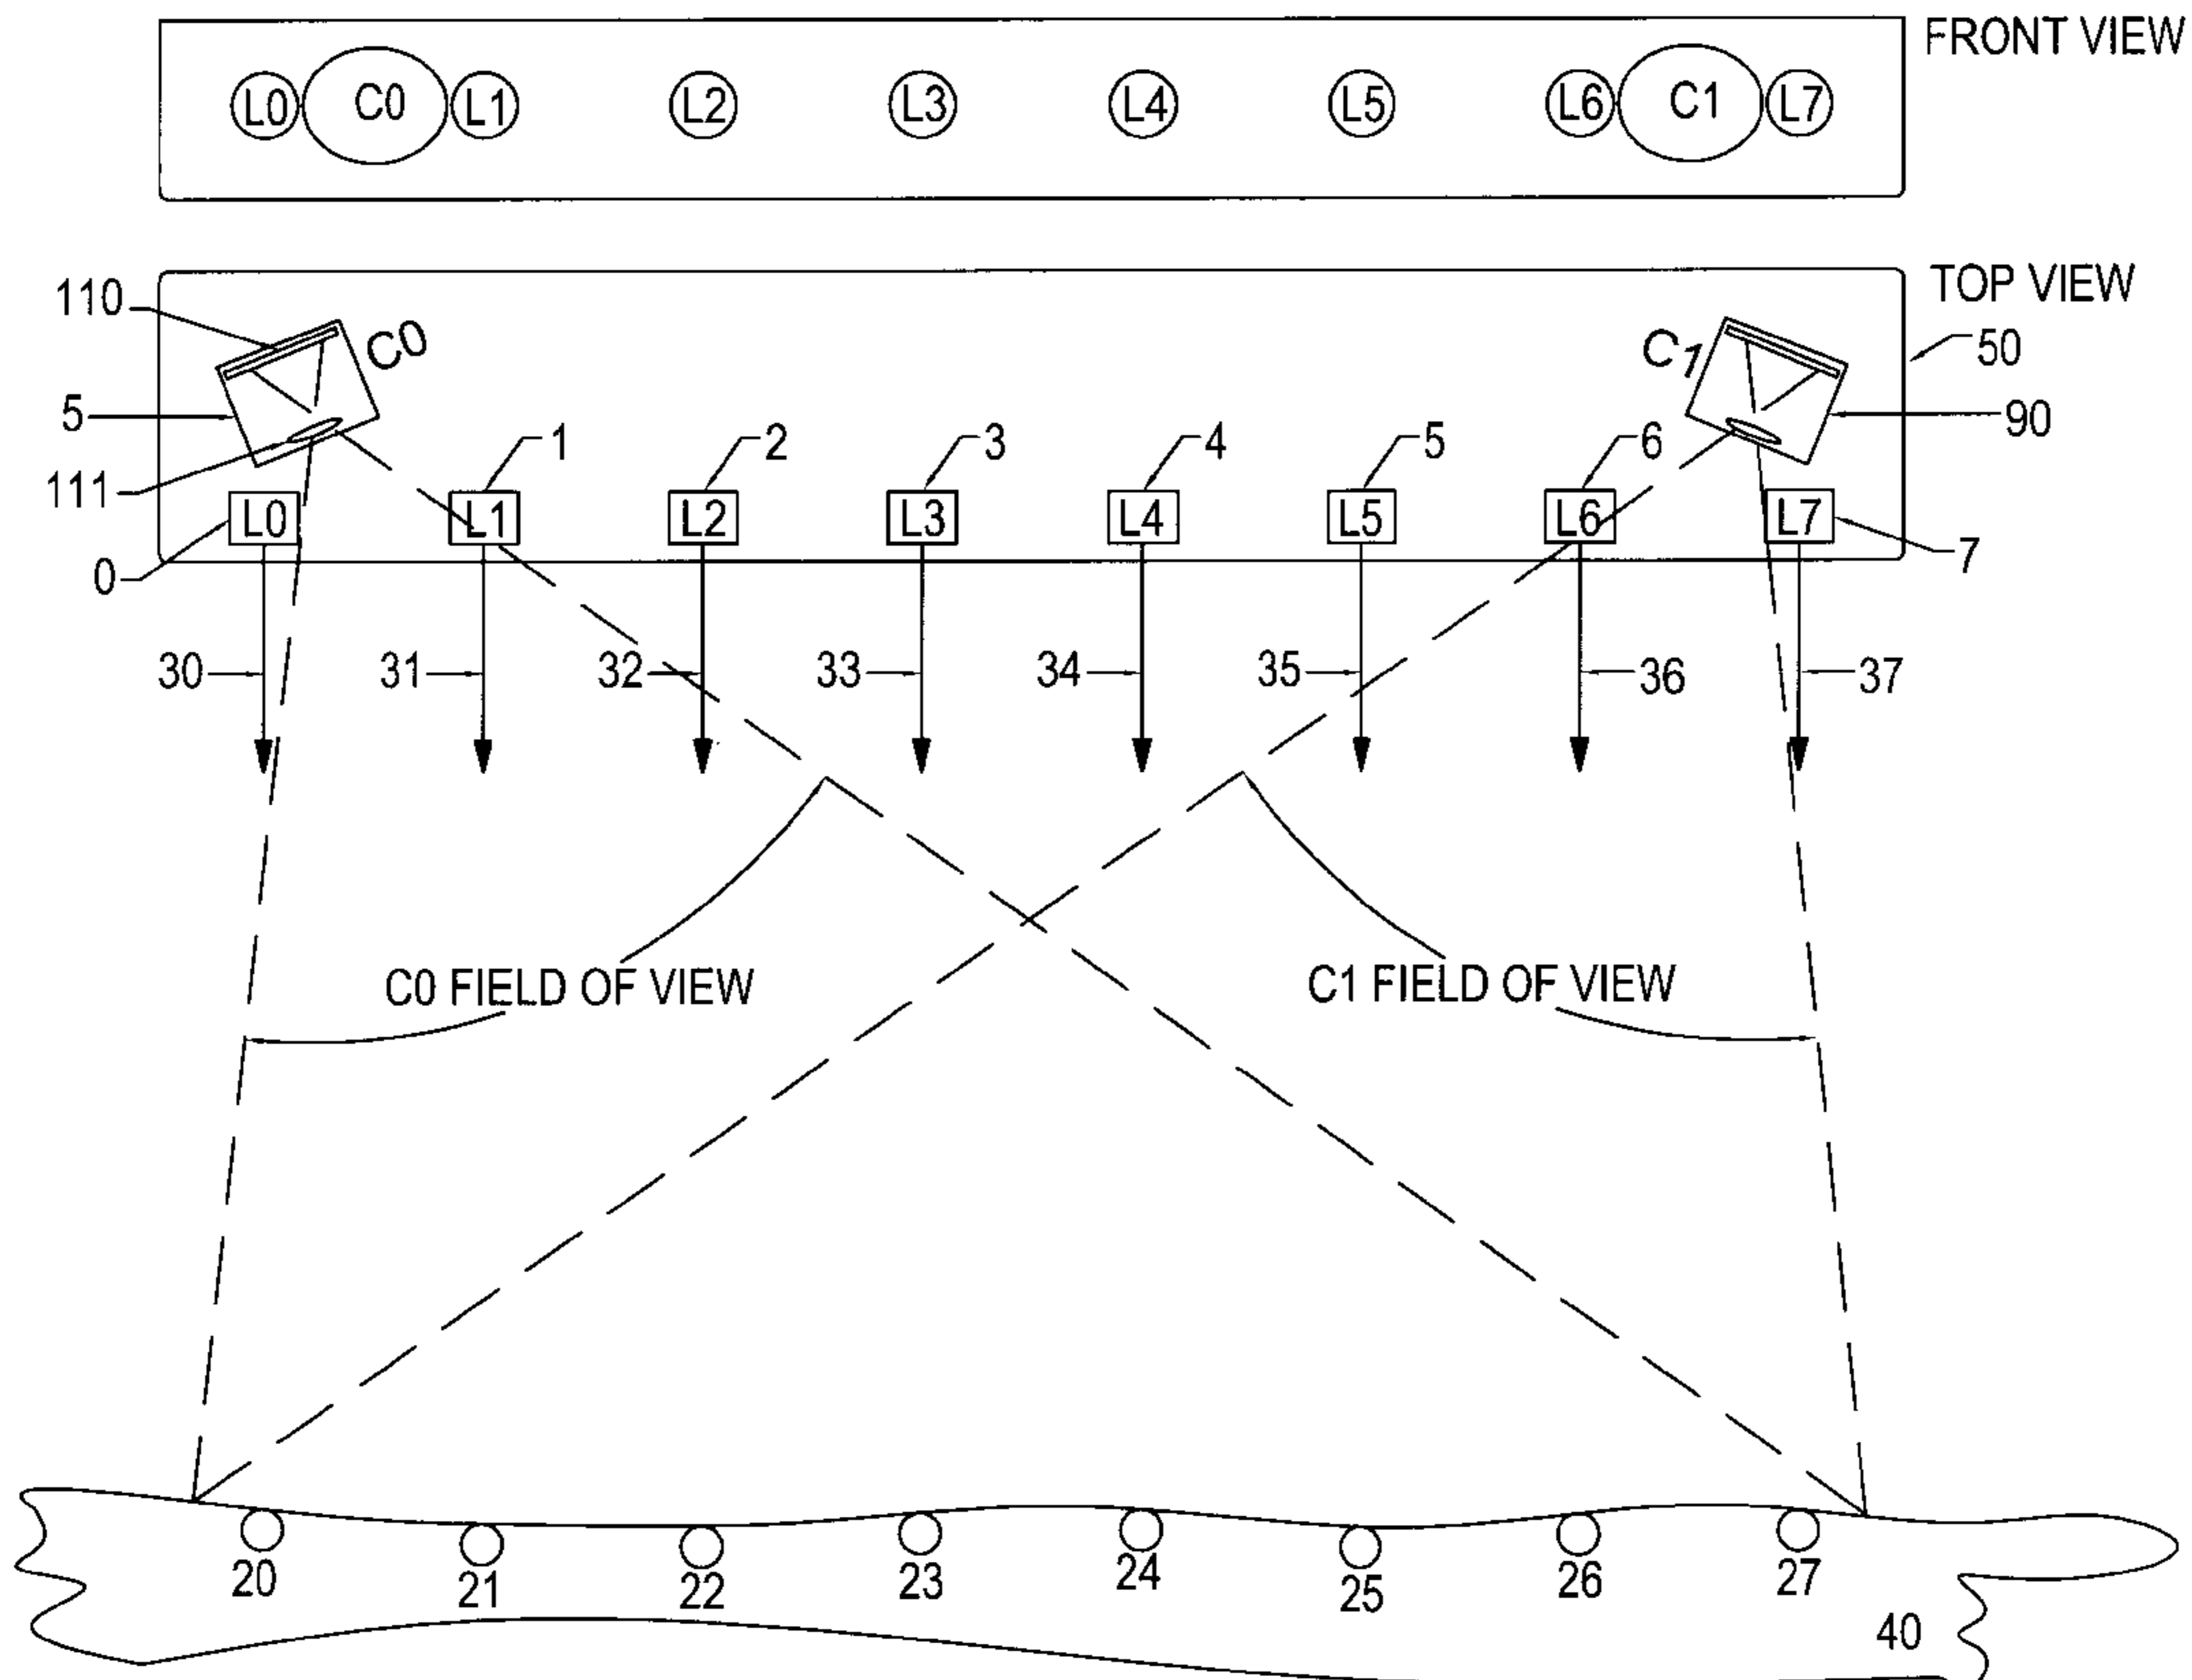 FRONT VIEW
L0 C0 L1 L2 L3 L4 L5 L6 C1 L7
TOP VIEW
110
C0
C1
50
5
90
1 2 3 4 5 6
111
L0 L1 L2 L3 L4 L5 L6 L7
0
7
30 31 32 33 34 35 36 37
C0 FIELD OF VIEW
C1 FIELD OF VIEW
20 21 22 23 24 25 26 27
40